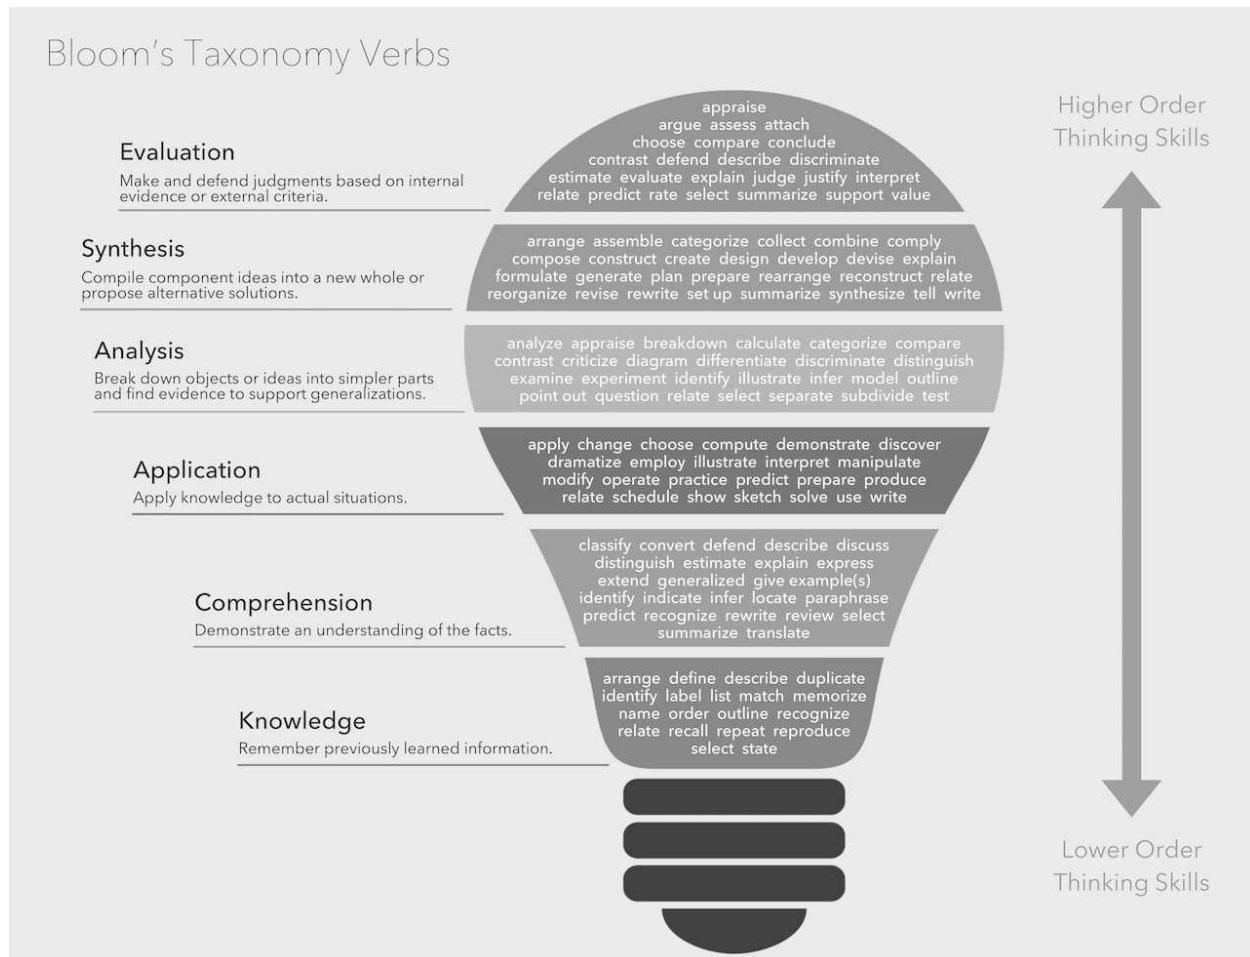 Bloom's Taxonomy Verbs
Higher Order
Thinking Skills
Evaluation
Make and defend judgments based on internal
evidence or external criteria.
appraise
argue assess attach
choose compare conclude
contrast defend describe discriminate
estimate evaluate explain judge justify interpret
relate predict rate select summarize support value
Synthesis
Compile component ideas into a new whole or
propose alternative solutions.
arrange assemble categorize collect combine comply
compose construct create design develop devise explain
formulate generate plan prepare rearrange reconstruct relate
reorganize revise rewrite set up summarize synthesize tell write
Analysis
Break down objects or ideas into simpler parts
and find evidence to support generalizations.
analyze appraise breakdown calculate categorize compare
contrast criticize diagram differentiate discriminate distinguish
examine experiment identify illustrate infer model outline
point out question relate select separate subdivide test
Application
Apply knowledge to actual situations.
apply change choose compute demonstrate discover
dramatize employ illustrate interpret manipulate
modify operate practice predict prepare produce
relate schedule show sketch solve use write
Comprehension
Demonstrate an understanding of the facts.
classify convert defend describe discuss
distinguish estimate explain express
extend generalized give example(s)
identify indicate infer locate paraphrase
predict recognize rewrite review select
summarize translate
Knowledge
Remember previously learned information.
arrange define describe duplicate
identify label list match memorize
name order outline recognize
relate recall repeat reproduce
select state
Lower Order
Thinking Skills